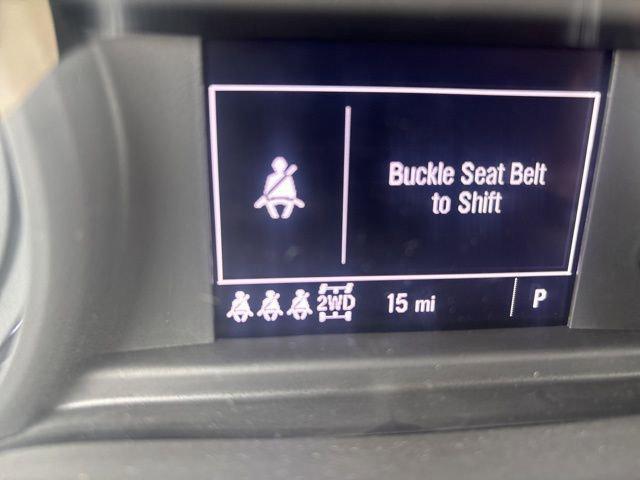 Buckle Seat Belt
to Shift
2WD
15 mi
P